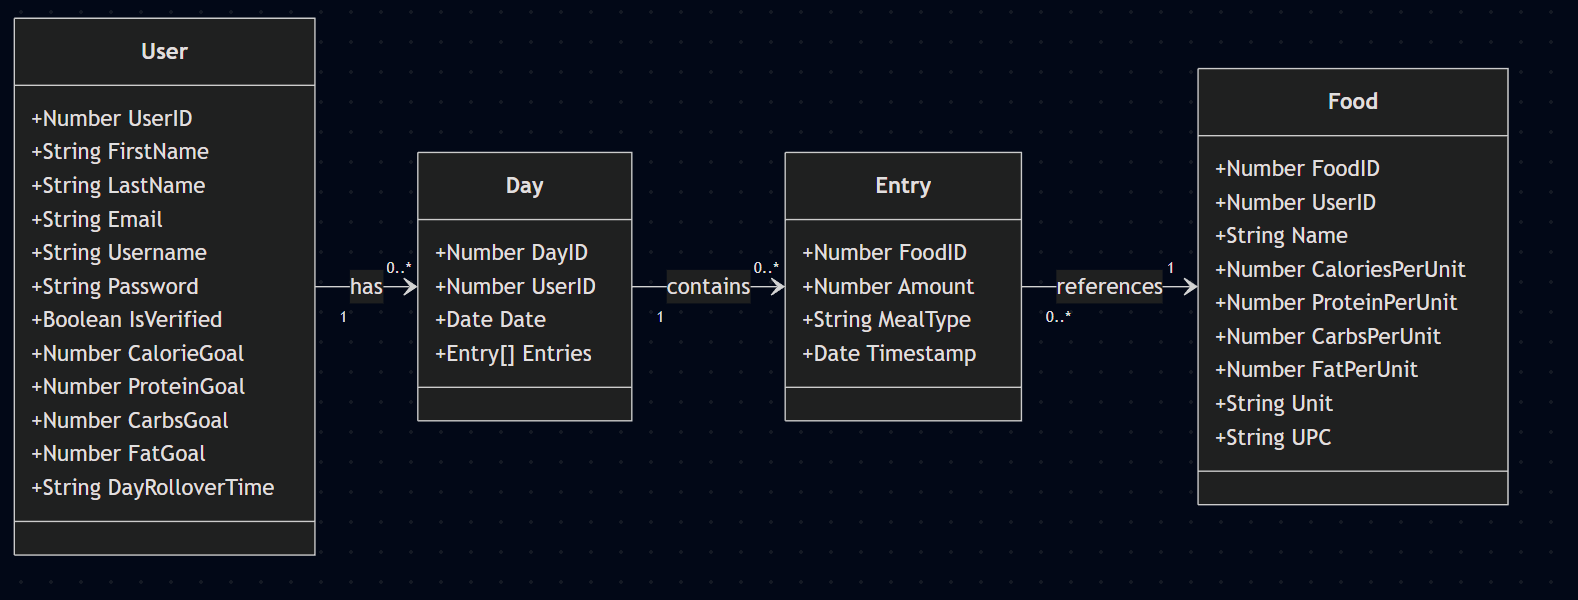 User
+Number UserID
+String FirstName
+String LastName
+String Email
+String Username
+String Password
+Boolean IsVerified
+Number CalorieGoal
+Number ProteinGoal
+Number CarbsGoal
+Number FatGoal
+String DayRolloverTime
has
1
0..*
Day
+Number DayID
+Number UserID
+Date Date
+Entry[] Entries
contains
1
0..*
Entry
+Number FoodID
+Number Amount
+String MealType
+Date Timestamp
references
0..*
1
Food
+Number FoodID
+Number UserID
+String Name
+Number CaloriesPerUnit
+Number ProteinPerUnit
+Number CarbsPerUnit
+Number FatPerUnit
+String Unit
+String UPC